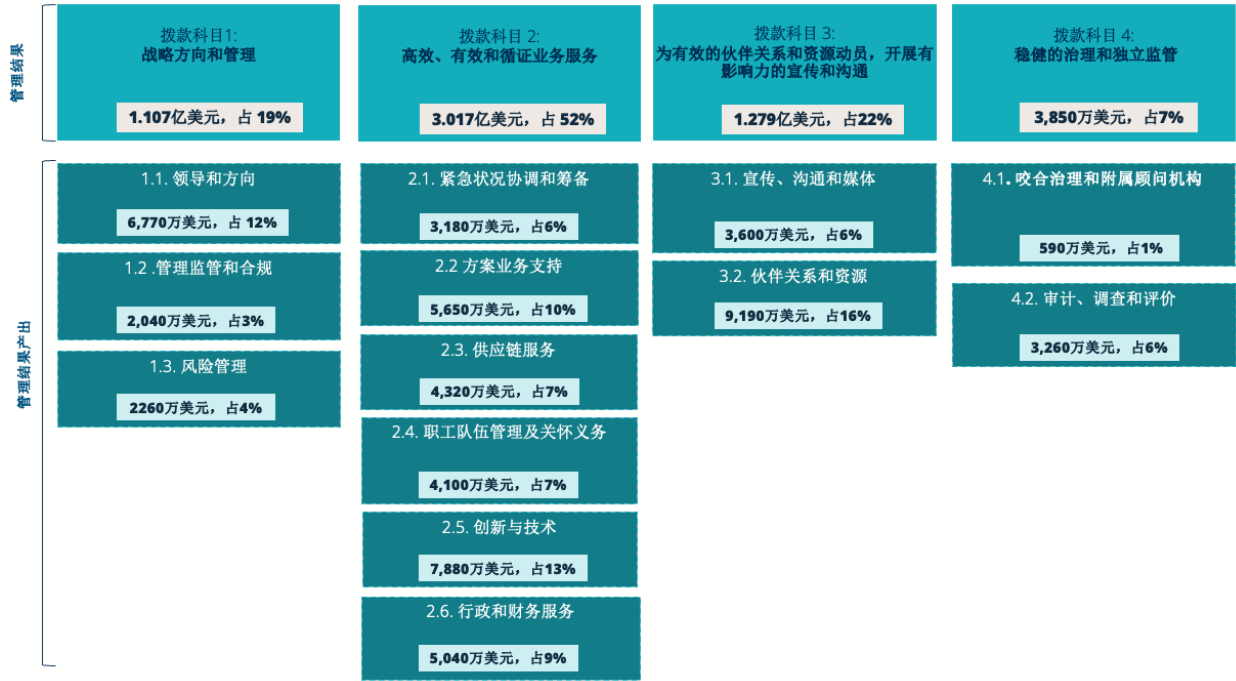 管理结果
拨款科目1:
战略方向和管理
1.107亿美元，占 19%
拨款科目 2:
高效、有效和循证业务服务
3.017亿美元，占 52%
拨款科目 3:
为有效的伙伴关系和资源动员，开展有
影响力的宣传和沟通
1.279亿美元，占22%
拨款科目 4:
稳健的治理和独立监管
3,850万美元，占7%
管理结果产出
1.1. 领导和方向
6,770万美元，占 12%
1.2 .管理监管和合规
2,040万美元，占3%
1.3. 风险管理
2260万美元，占4%
2.1. 紧急状况协调和筹备
3,180万美元，占6%
2.2 方案业务支持
5,650万美元，占10%
2.3. 供应链服务
4,320万美元，占7%
2.4. 职工队伍管理及关怀义务
4,100万美元，占7%
2.5. 创新与技术
7,880万美元，占13%
2.6. 行政和财务服务
5,040万美元，占9%
3.1. 宣传、沟通和媒体
3,600万美元，占6%
3.2. 伙伴关系和资源
9,190万美元，占16%
4.1. 咬合治理和附属顾问机构
590万美元，占1%
4.2. 审计、调查和评价
3,260万美元，占6%